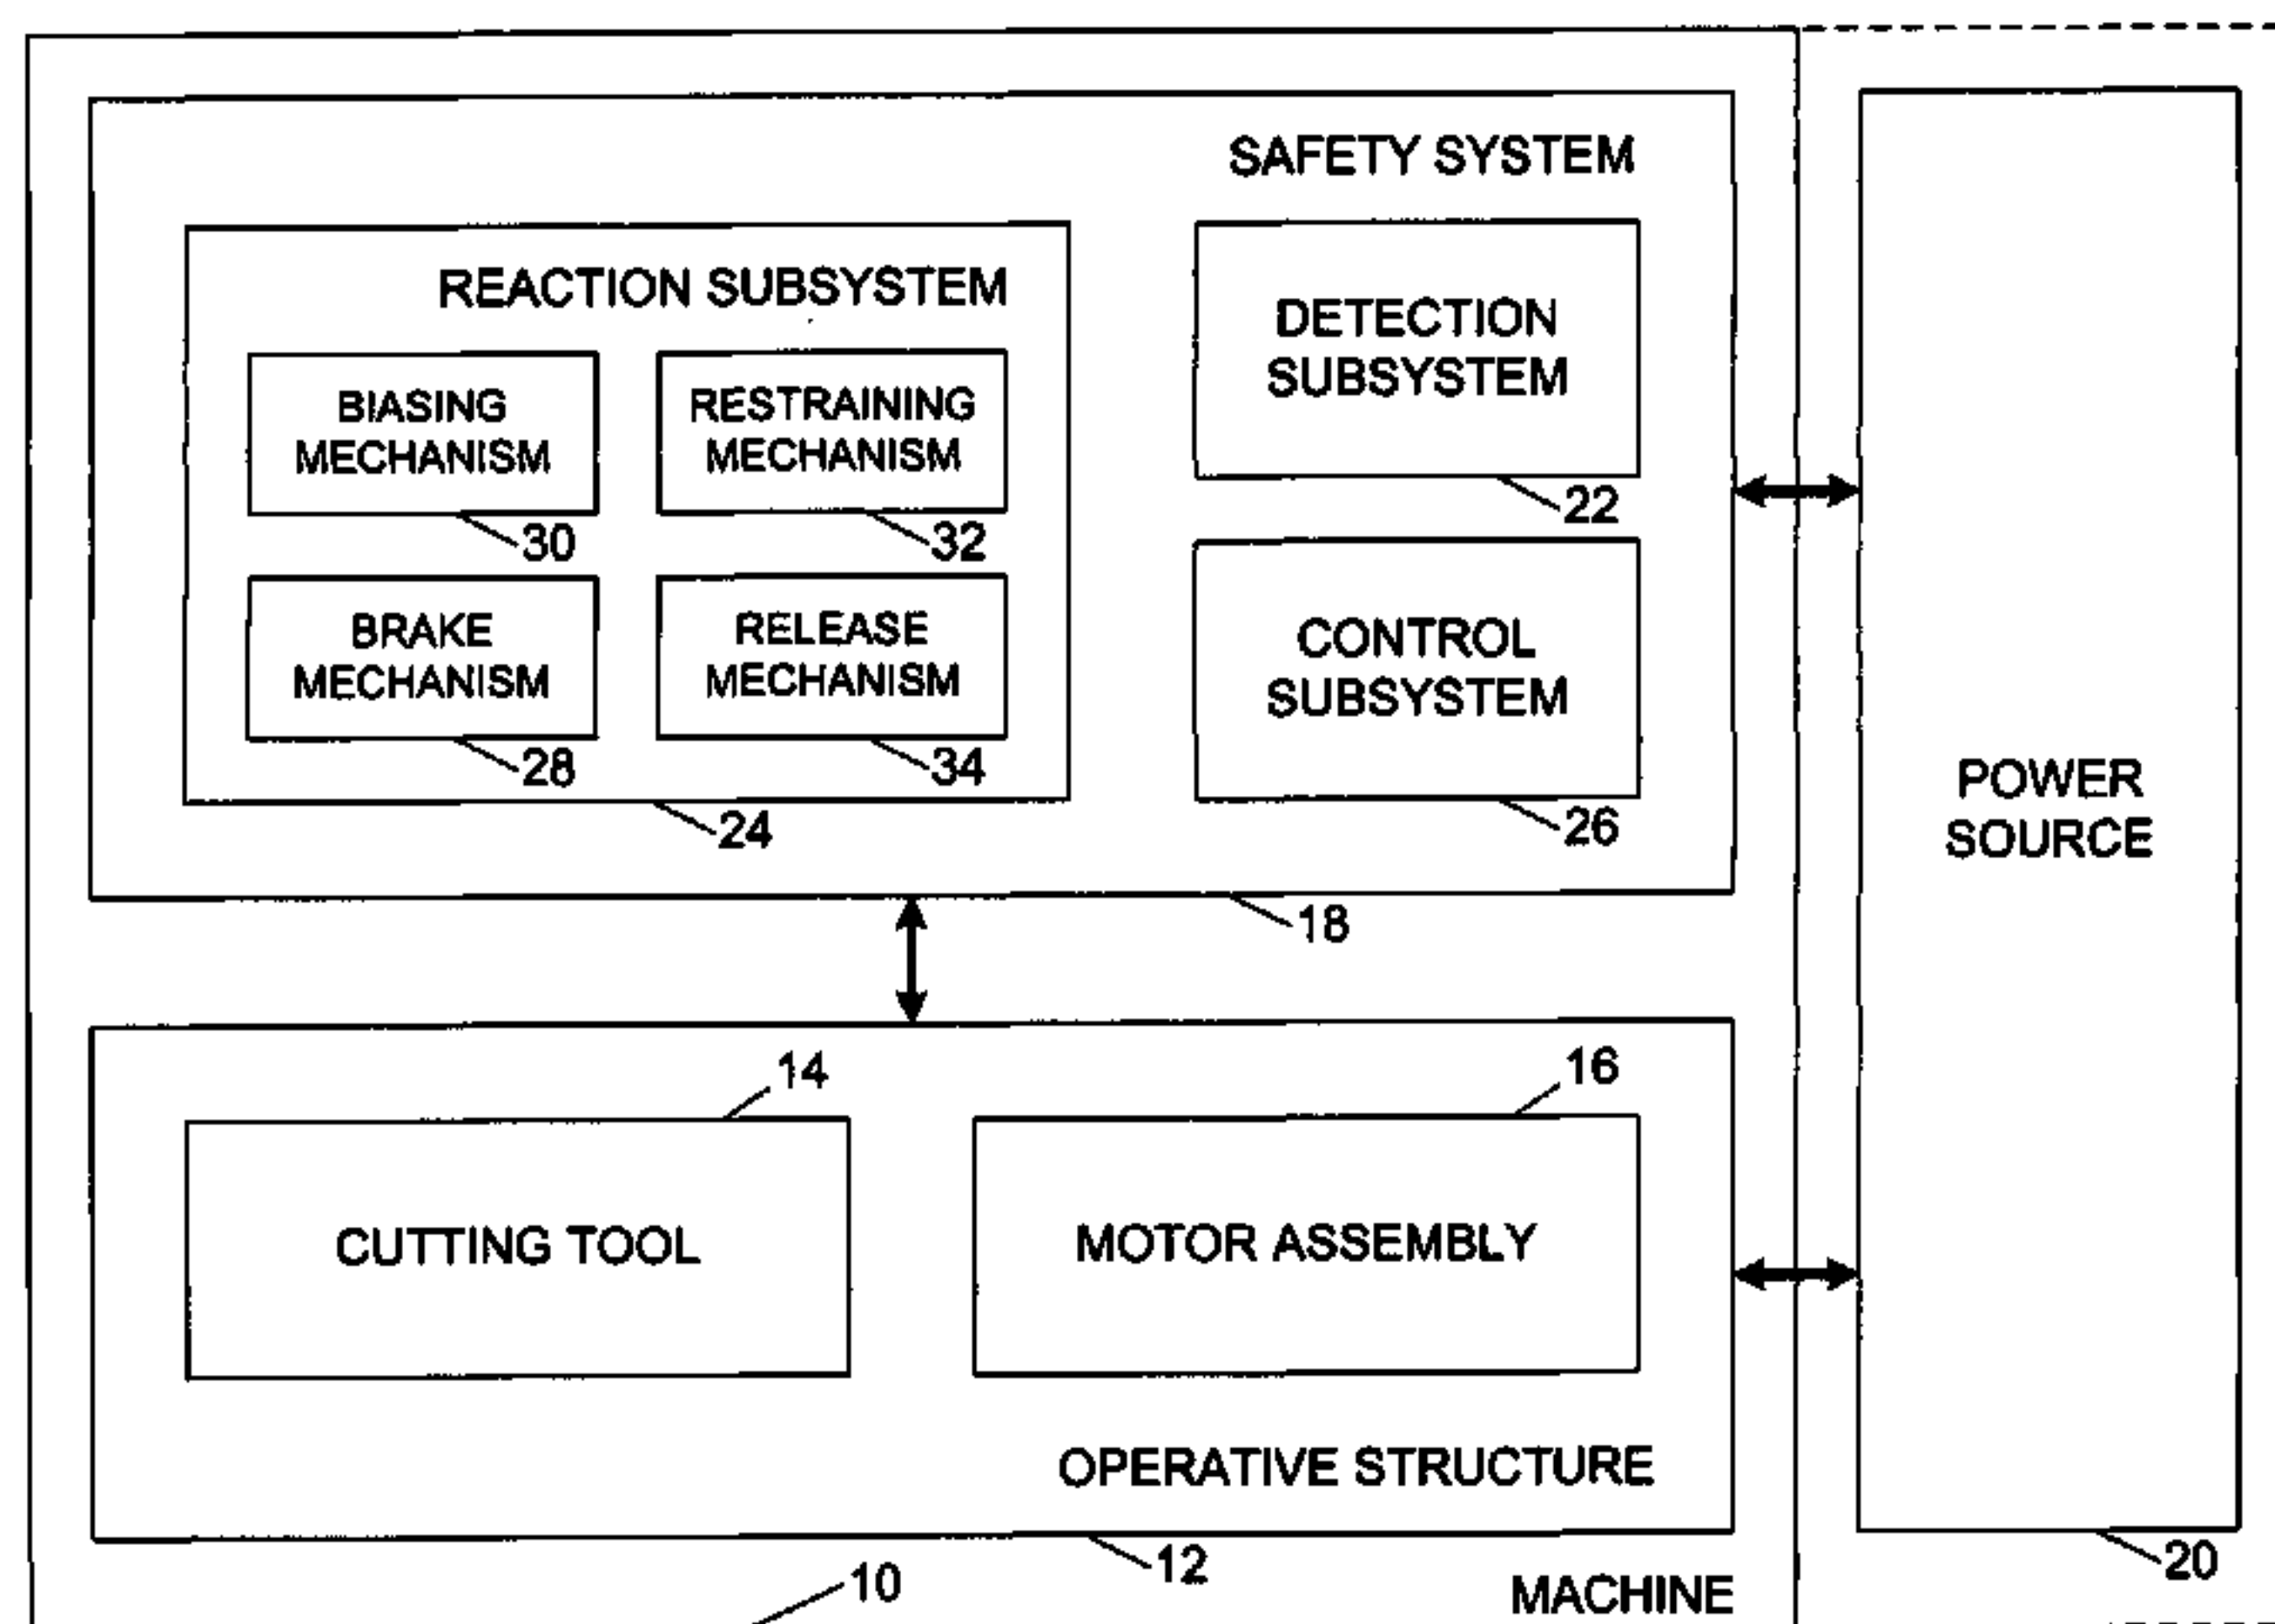 SAFETY SYSTEM
REACTION SUBSYSTEM
BIASING
MECHANISM
30
RESTRAINING
MECHANISM
32
BRAKE
MECHANISM
28
RELEASE
MECHANISM
34
24
DETECTION
SUBSYSTEM
22
CONTROL
SUBSYSTEM
26
18
POWER
SOURCE
20
14
CUTTING TOOL
16
MOTOR ASSEMBLY
OPERATIVE STRUCTURE
12
10
MACHINE